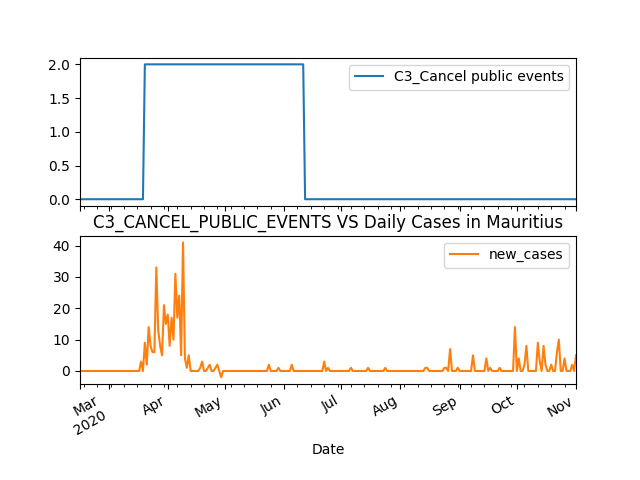 2.0
1.5
1.0
0.5
0.0
C3_Cancel public events
C3_CANCEL_PUBLIC_EVENTS VS Daily Cases in Mauritius
40
30
20
10
0
new_cases
Mar
2020
Apr
May
Jun
Jul
Aug
Sep
Oct
Nov
Date